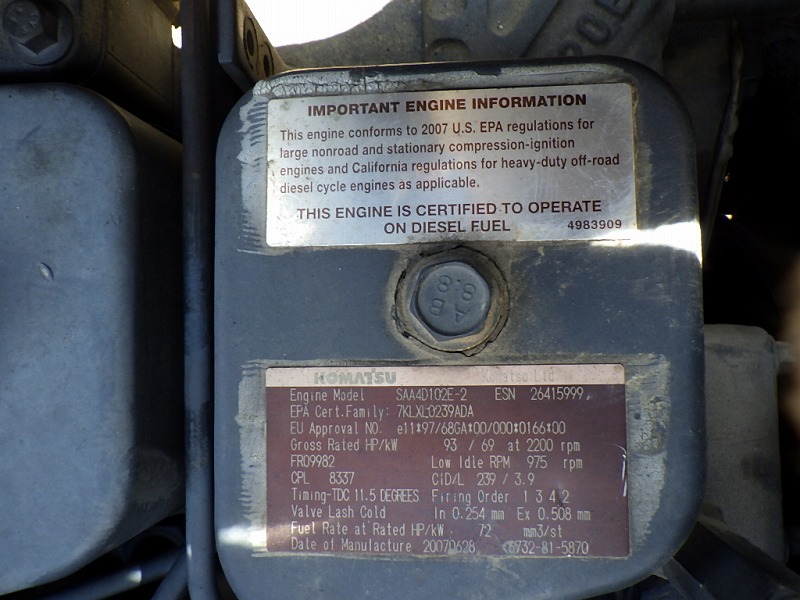 IMPORTANT ENGINE INFORMATION
This engine conforms to 2007 U.S. EPA regulations for
large nonroad and stationary compression-ignition
engines and California regulations for heavy-duty off-road
diesel cycle engines as applicable.
THIS ENGINE IS CERTIFIED TO OPERATE
ON DIESEL FUEL 4983909
8.8
KOMATSU Komatsu Ltd
Engine Model SAA4D102E-2 ESN 26415999
EPA Cert.Family: 7KLXL0239ADA
EU Approval NO. e11*97/68GA*00/000*0166*00
Gross Rated HP/kW 93 / 69 at 2200 rpm
FR09982 Low Idle RPM 975 rpm
CPL 8337 CID/L 239 / 3.9
Timing-TDC 11.5 DEGREES Firing Order 1 3 4 2
Valve Lash Cold In 0.254 mm Ex 0.508 mm
Fuel Rate at Rated HP/kW 72 mm3/st
Date of Manufacture 20070628 6732-81-5870